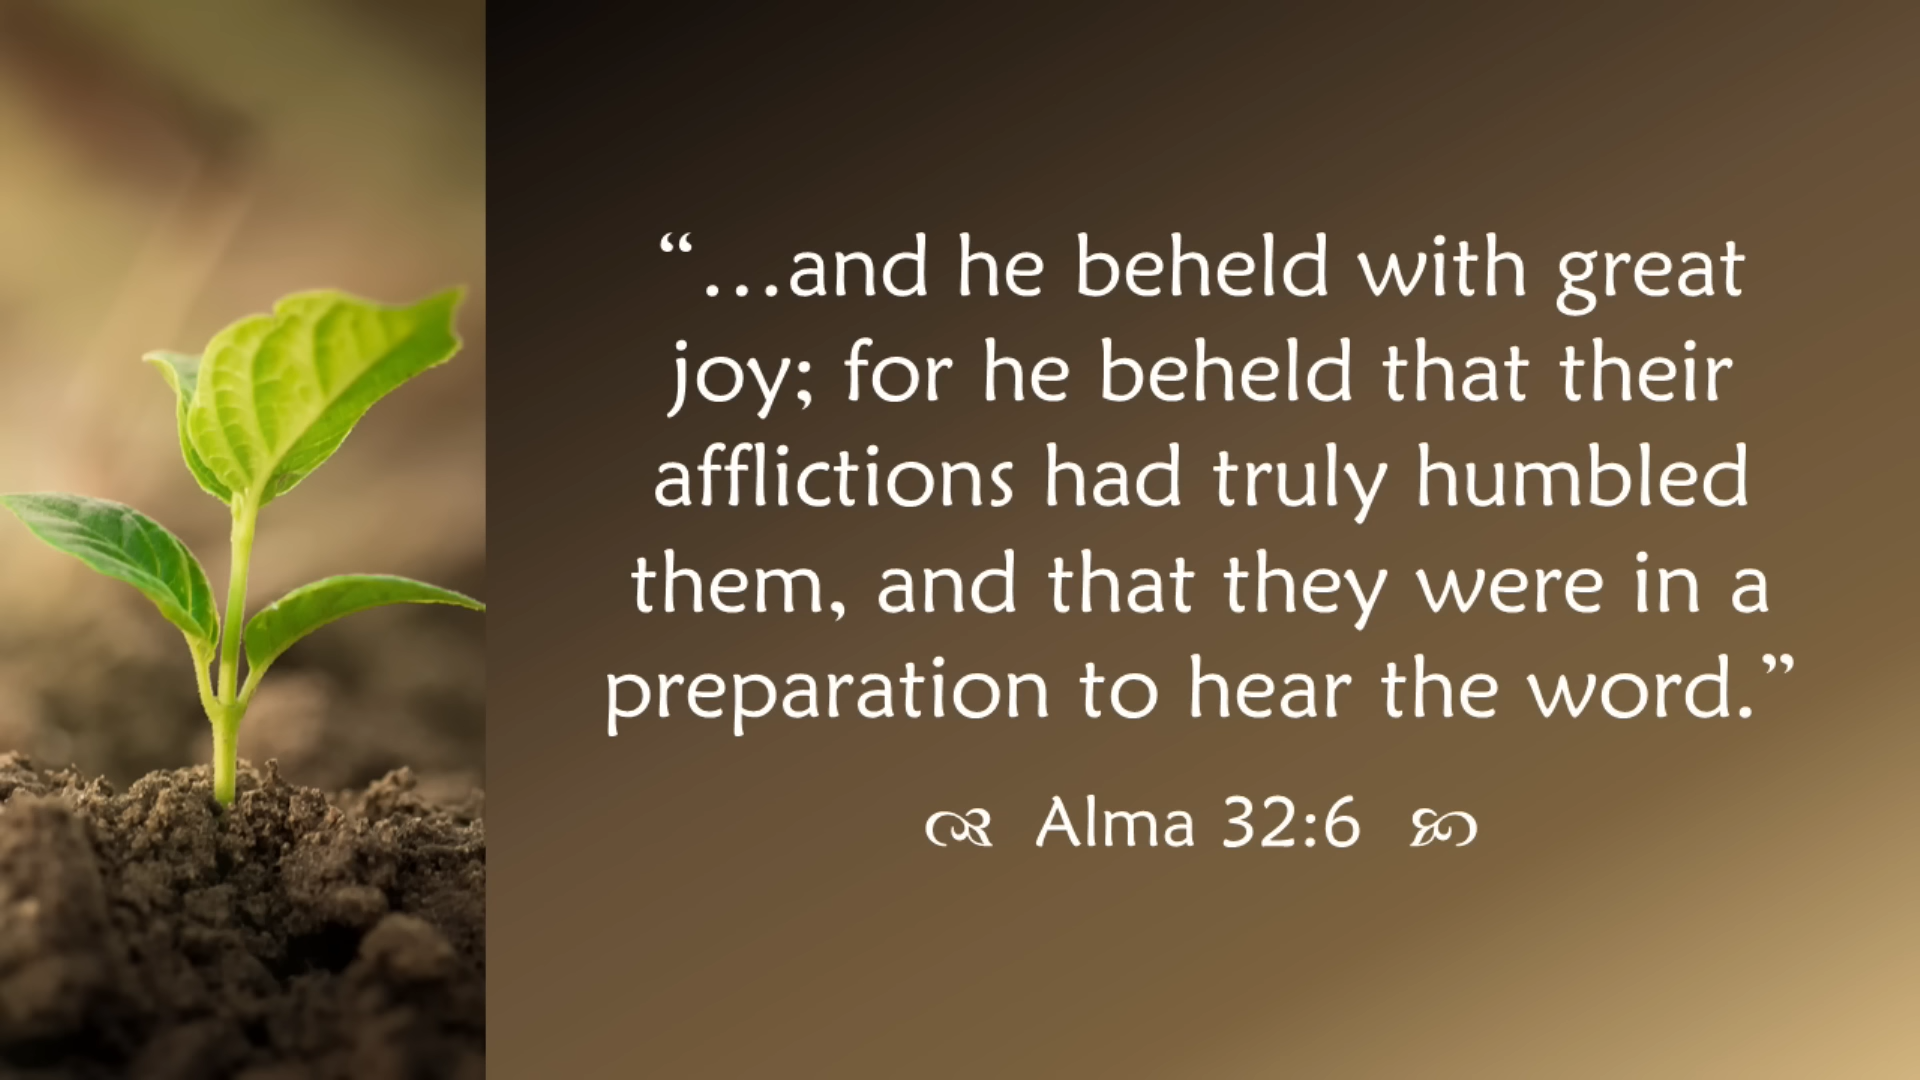 “…and he beheld with great
joy; for he beheld that their
afflictions had truly humbled
them, and that they were in a
preparation to hear the word.”
Alma 32:6